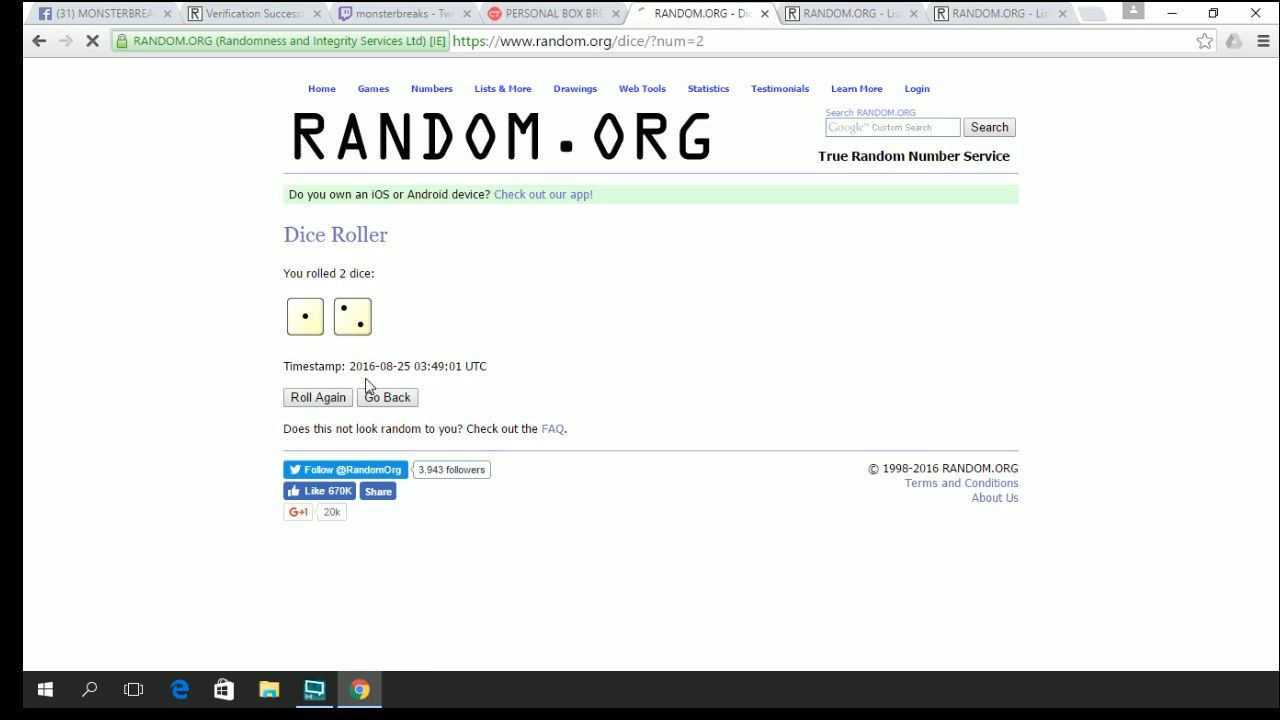 (31) MONSTERBREA
Verification Success
monsterbreaks - Tw
PERSONAL BOX BR
RANDOM.ORG - Di
RANDOM.ORG - Lis
RANDOM.ORG - Lis
RANDOM.ORG (Randomness and Integrity Services Ltd) [IE]
https://www.random.org/dice/?num=2
Home Games Numbers Lists & More Drawings Web Tools Statistics Testimonials Learn More Login
RANDOM.ORG
Search RANDOM.ORG
Google™ Custom Search
Search
True Random Number Service
Do you own an iOS or Android device? Check out our app!
Dice Roller
You rolled 2 dice:
Timestamp: 2016-08-25 03:49:01 UTC
Roll Again
Go Back
Does this not look random to you? Check out the FAQ.
Follow @RandomOrg
3,943 followers
Like 670K
Share
G+1
20k
© 1998-2016 RANDOM.ORG
Terms and Conditions
About Us